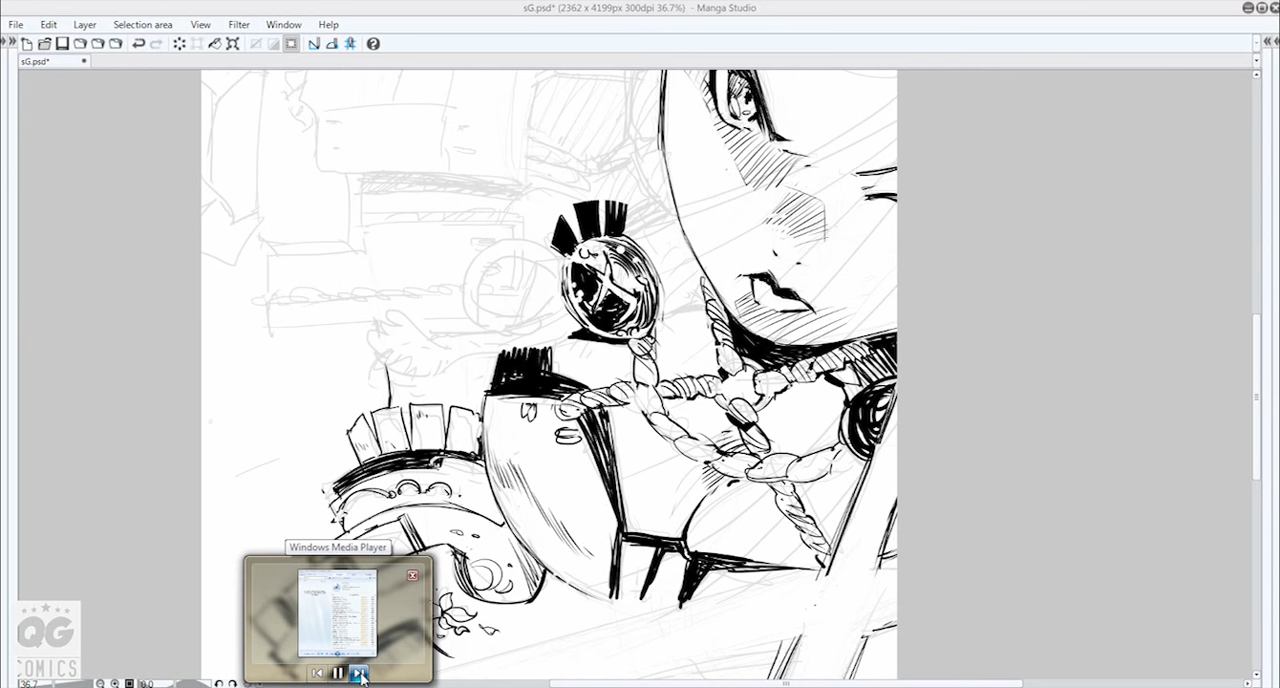 sG.psd* (2362 x 4199px 300dpi 36.7%) - Manga Studio
File Edit Layer Selection area View Filter Window Help
sG.psd*
Windows Media Player
QG
COMICS
36.7
0.0